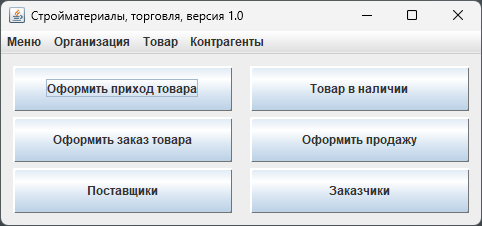 Стройматериалы, торговля, версия 1.0
Меню Организация Товар Контрагенты
Оформить приход товара Товар в наличии
Оформить заказ товара Оформить продажу
Поставщики Заказчики